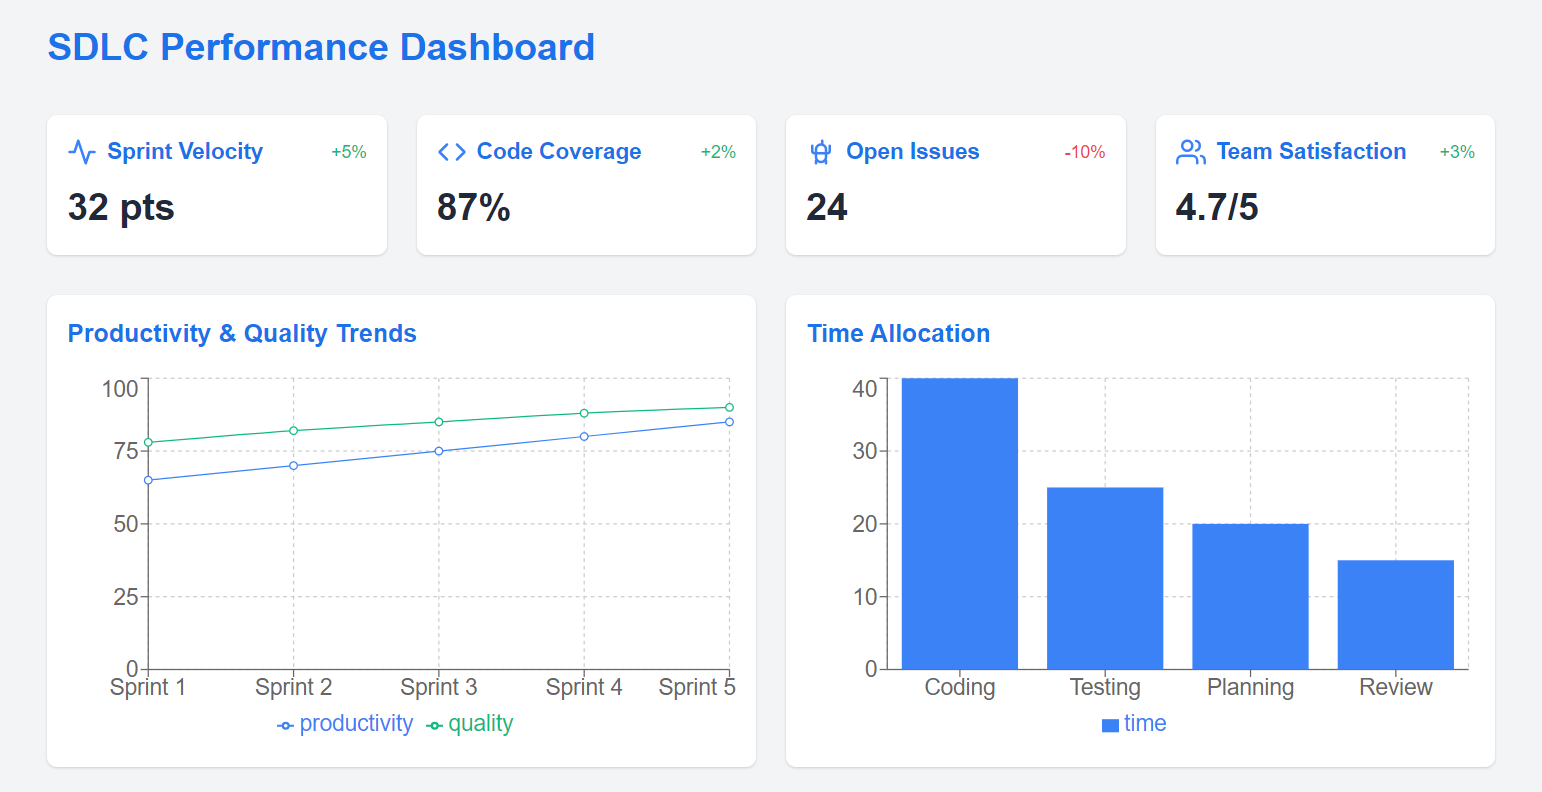 SDLC Performance Dashboard
Sprint Velocity +5%
32 pts
Code Coverage +2%
87%
Open Issues -10%
24
Team Satisfaction +3%
4.7/5
Productivity & Quality Trends
100
75
50
25
0
Sprint 1 Sprint 2 Sprint 3 Sprint 4 Sprint 5
productivity quality
Time Allocation
40
30
20
10
0
Coding Testing Planning Review
time